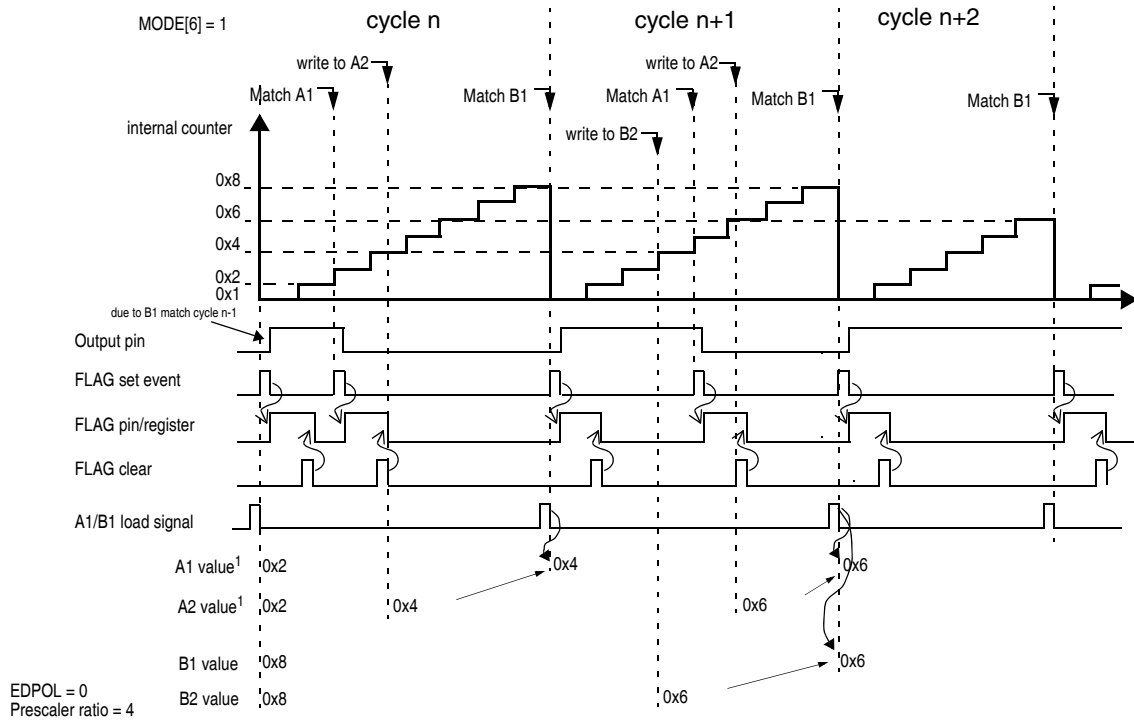 MODE[6] = 1
cycle n
cycle n+1
cycle n+2
write to A2
write to A2
Match A1
Match B1
Match A1
Match B1
Match B1
internal counter
write to B2
0x8
0x6
0x4
0x2
0x1
due to B1 match cycle n-1
Output pin
FLAG set event
FLAG pin/register
FLAG clear
A1/B1 load signal
A1 value1 0x2 0x4 0x6
A2 value1 0x2 0x4 0x6
B1 value 0x8 0x6
B2 value 0x8 0x6
EDPOL = 0
Prescaler ratio = 4